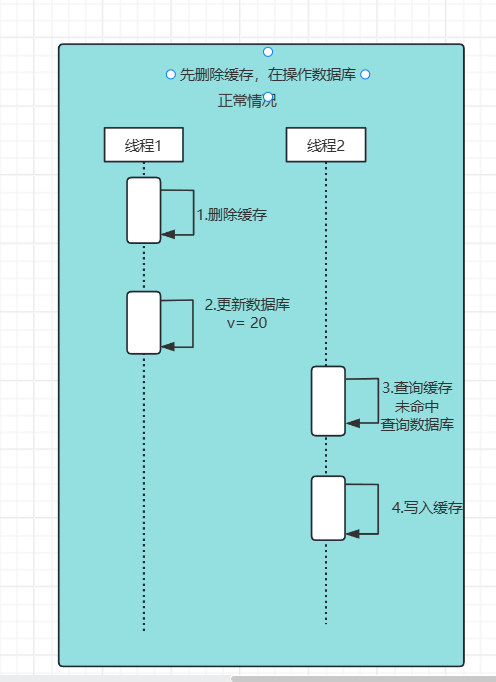 先删除缓存，在操作数据库
正常情况
线程1
线程2
1.删除缓存
2.更新数据库
v= 20
3.查询缓存
未命中
查询数据库
4.写入缓存